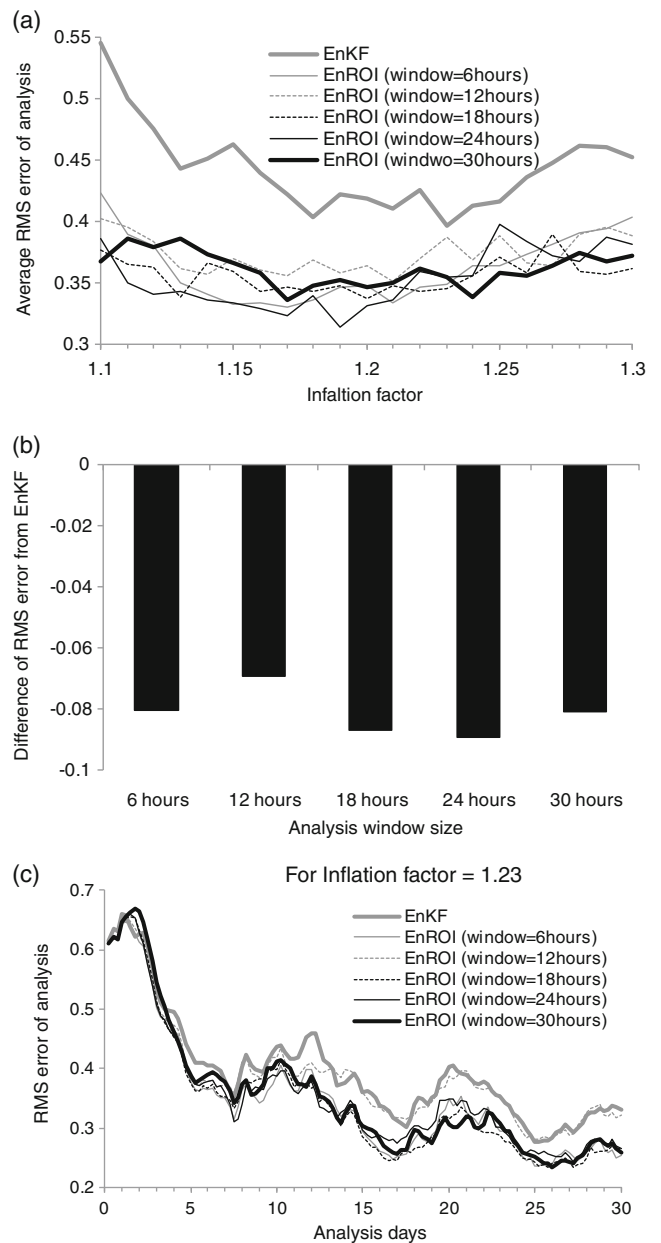 (a)
0.55
0.5
0.45
0.4
0.35
0.3
Average RMS error of analysis
EnKF
EnROI (window=6hours)
EnROI (window=12hours)
EnROI (window=18hours)
EnROI (window=24hours)
EnROI (windwo=30hours)
1.1 1.15 1.2 1.25 1.3
Infaltion factor
(b)
0
-0.02
-0.04
-0.06
-0.08
-0.1
Difference of RMS error from EnKF
6 hours 12 hours 18 hours 24 hours 30 hours
Analysis window size
(c)
For Inflation factor = 1.23
0.7
0.6
0.5
0.4
0.3
0.2
RMS error of analysis
EnKF
EnROI (window=6hours)
EnROI (window=12hours)
EnROI (window=18hours)
EnROI (window=24hours)
EnROI (window=30hours)
0 5 10 15 20 25 30
Analysis days